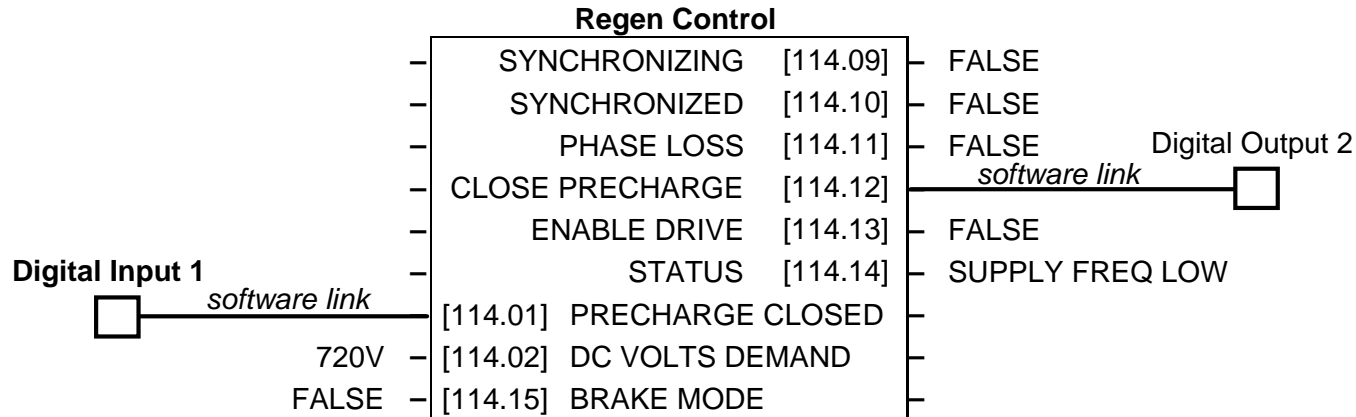 Regen Control
SYNCHRONIZING [114.09] – FALSE
SYNCHRONIZED [114.10] – FALSE
PHASE LOSS [114.11] – FALSE
Digital Output 2
CLOSE PRECHARGE [114.12] software link
ENABLE DRIVE [114.13] – FALSE
Digital Input 1
STATUS [114.14] – SUPPLY FREQ LOW
software link
[114.01] PRECHARGE CLOSED
720V – [114.02] DC VOLTS DEMAND
FALSE – [114.15] BRAKE MODE